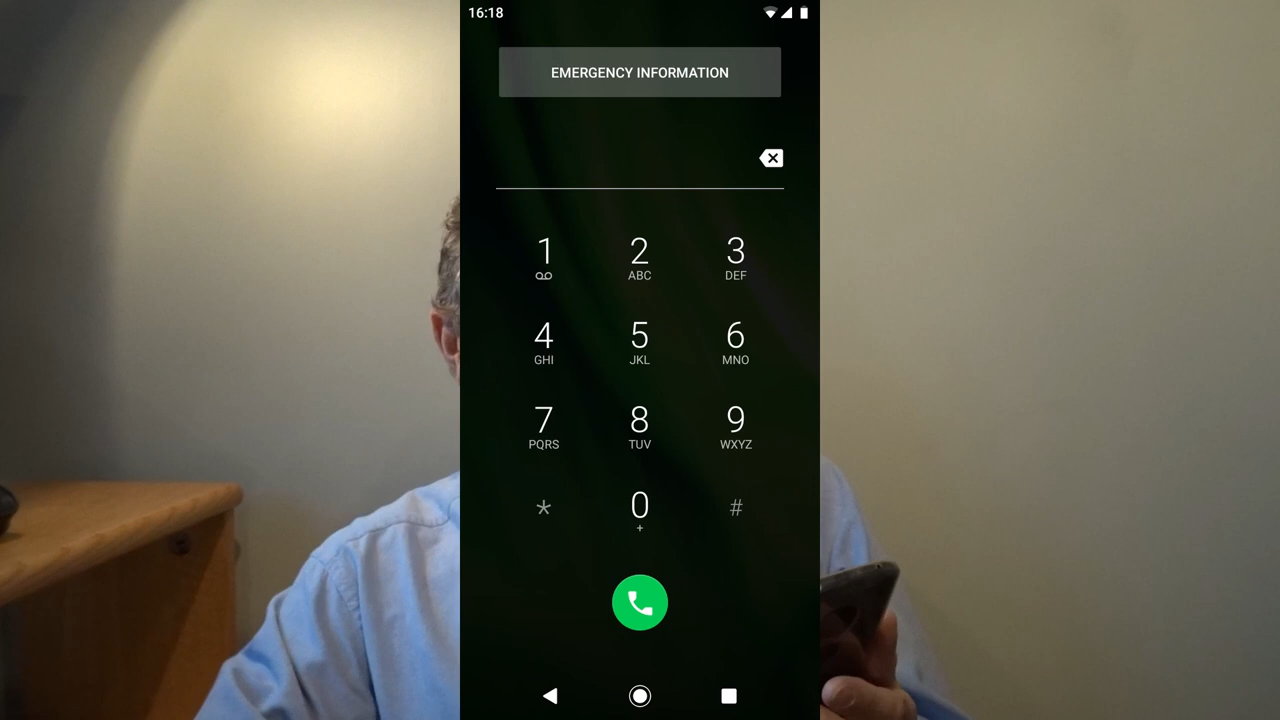 16:18
EMERGENCY INFORMATION
1 2 3
ABC DEF
4 5 6
GHI JKL MNO
7 8 9
PQRS TUV WXYZ
* 0 #
+